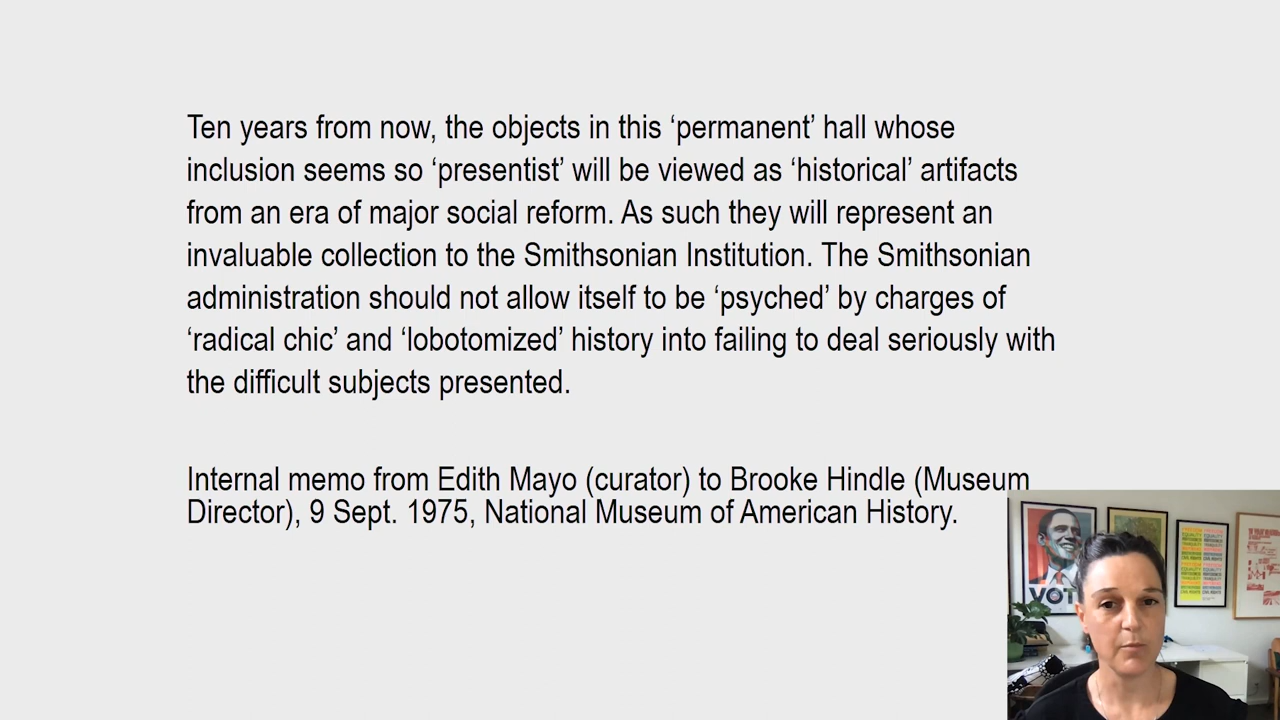 Ten years from now, the objects in this ‘permanent’ hall whose
inclusion seems so ‘presentist’ will be viewed as ‘historical’ artifacts
from an era of major social reform. As such they will represent an
invaluable collection to the Smithsonian Institution. The Smithsonian
administration should not allow itself to be ‘psyched’ by charges of
‘radical chic’ and ‘lobotomized’ history into failing to deal seriously with
the difficult subjects presented.
Internal memo from Edith Mayo (curator) to Brooke Hindle (Museum
Director), 9 Sept. 1975, National Museum of American History.